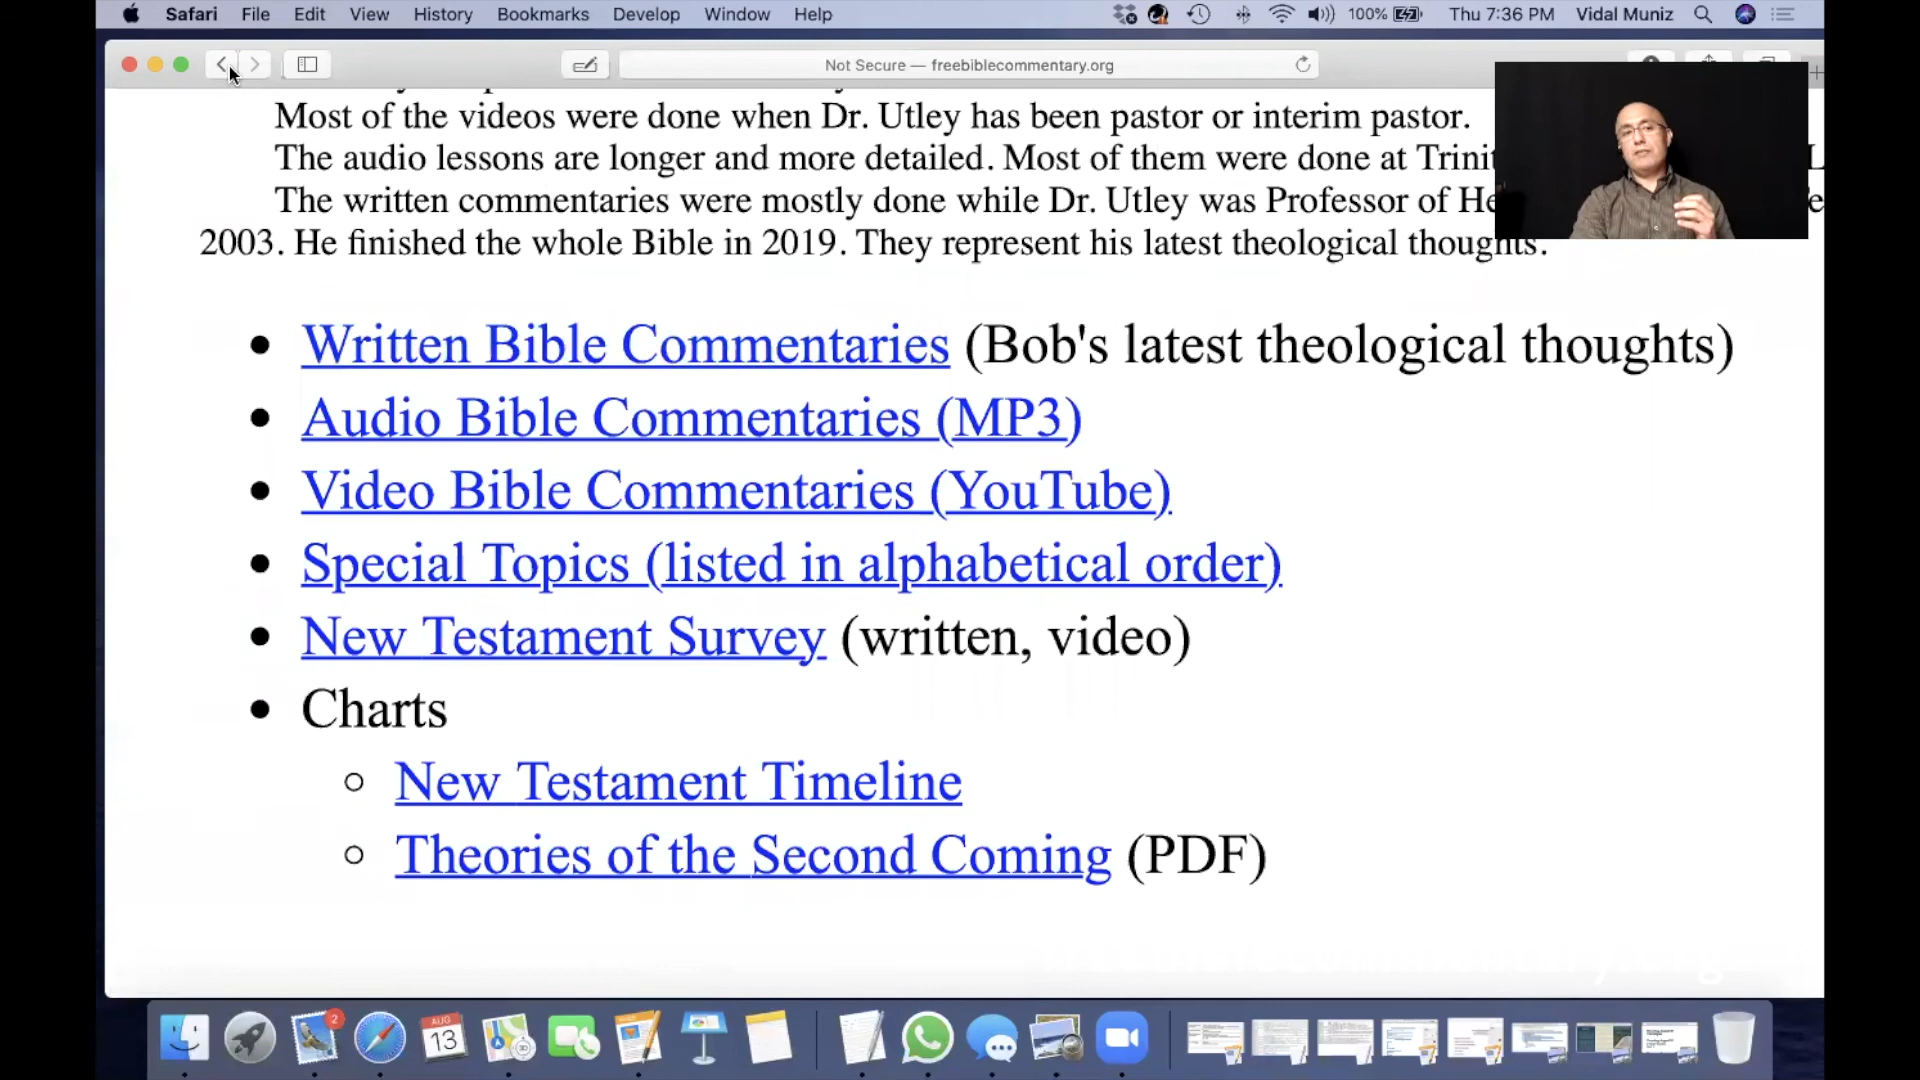 Safari File Edit View History Bookmarks Develop Window Help 100% Thu 7:36 PM Vidal Muniz
Not Secure — freebiblecommentary.org
Most of the videos were done when Dr. Utley has been pastor or interim pastor.
The audio lessons are longer and more detailed. Most of them were done at
The written commentaries were mostly done while Dr. Utley was Professor of
2003. He finished the whole Bible in 2019. They represent his latest theological thoughts.
Written Bible Commentaries (Bob's latest theological thoughts)
Audio Bible Commentaries (MP3)
Video Bible Commentaries (YouTube)
Special Topics (listed in alphabetical order)
New Testament Survey (written, video)
Charts
New Testament Timeline
Theories of the Second Coming (PDF)
2
AUG
13